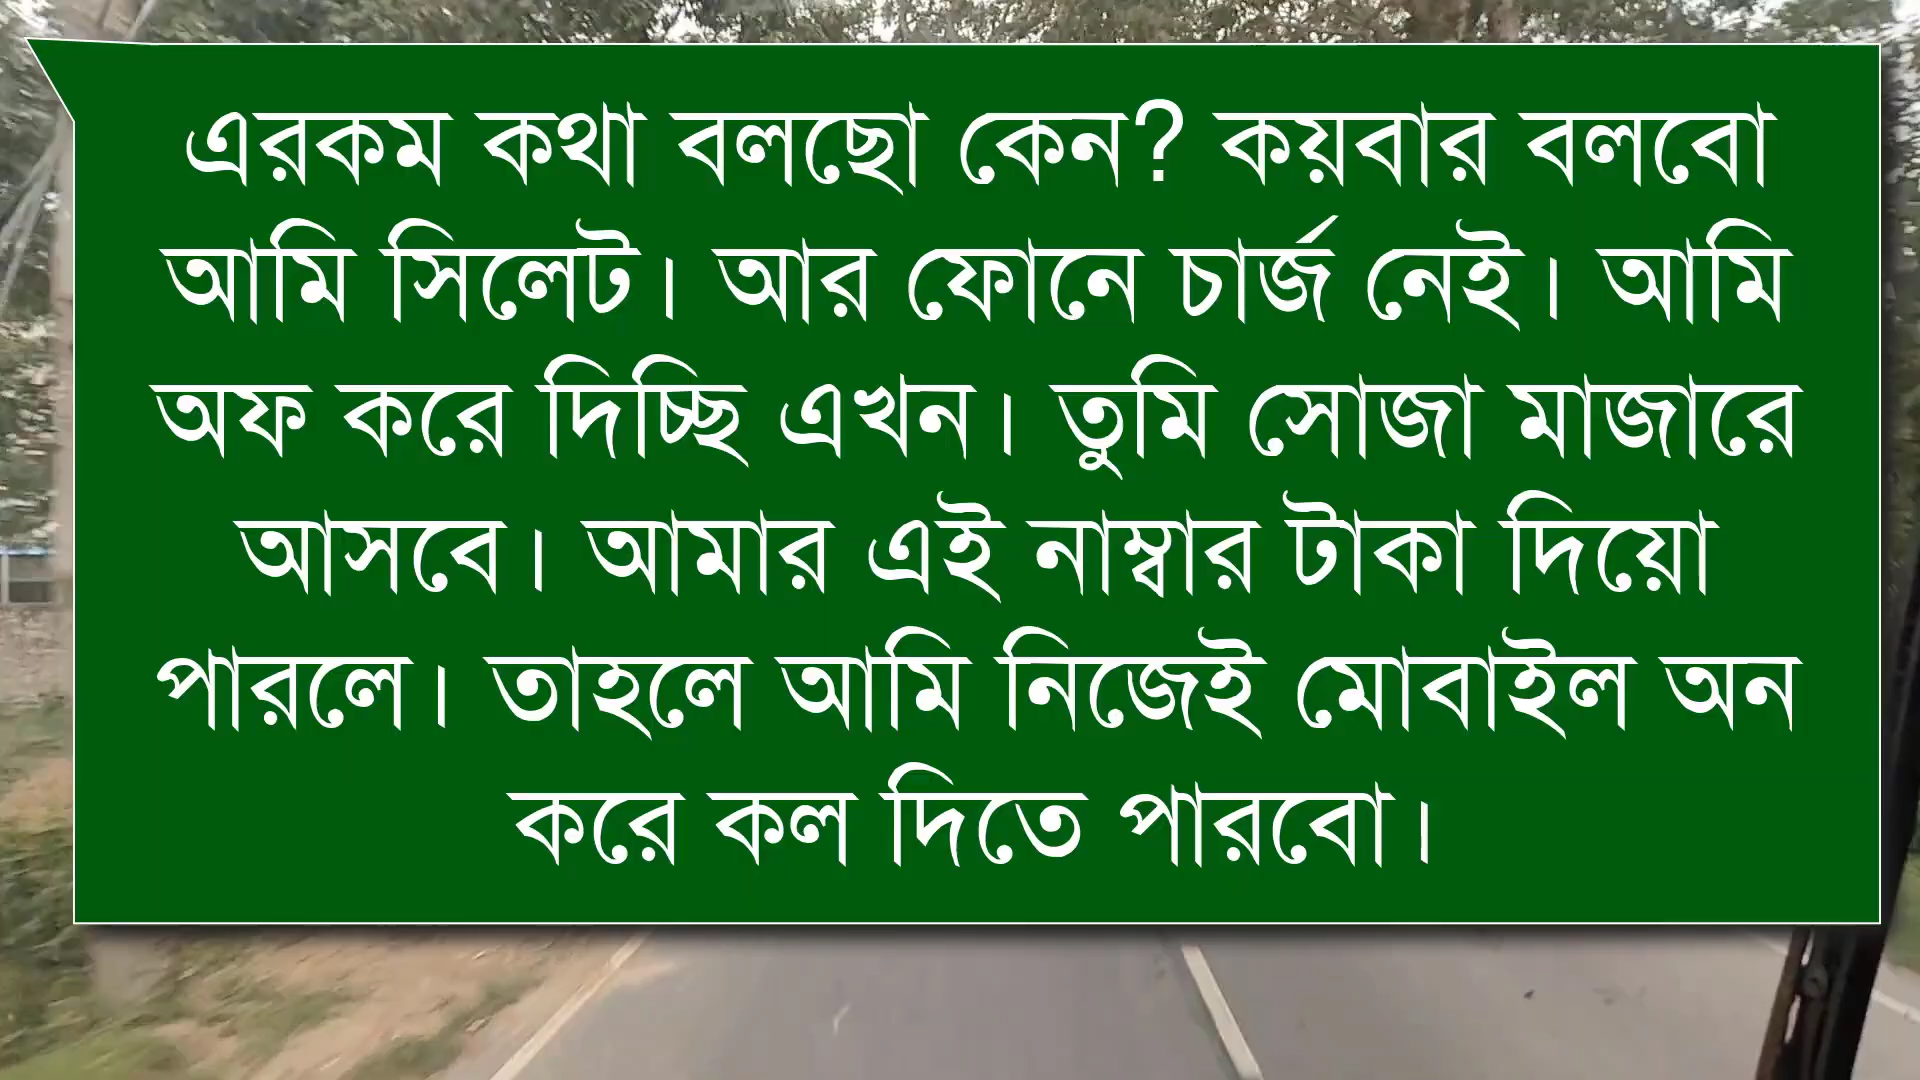 এরকম কথা বলছো কেন? কয়বার বলবো
আমি সিলেট। আর ফোনে চার্জ নেই। আমি
অফ করে দিচ্ছি এখন। তুমি সোজা মাজারে
আসবে। আমার এই নাম্বার টাকা দিয়ো
পারলে। তাহলে আমি নিজেই মোবাইল অন
করে কল দিতে পারবো।